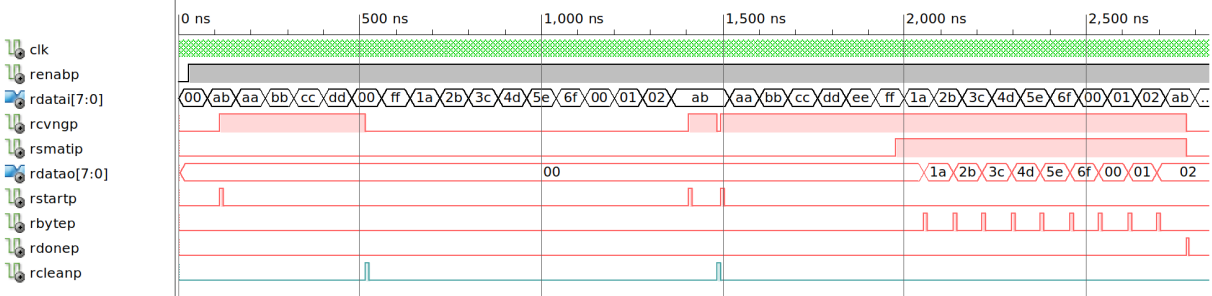 0 ns 500 ns 1,000 ns 1,500 ns 2,000 ns 2,500 ns
clk
renabp
rdatai[7:0] 00 ab aa bb cc dd 00 ff 1a 2b 3c 4d 5e 6f 00 01 02 ab aa bb cc dd ee ff 1a 2b 3c 4d 5e 6f 00 01 02 ab ...
rcvngp
rsmatip
rdatao[7:0] 00 1a 2b 3c 4d 5e 6f 00 01 02
rstartp
rbytep
rdonep
rcleanp